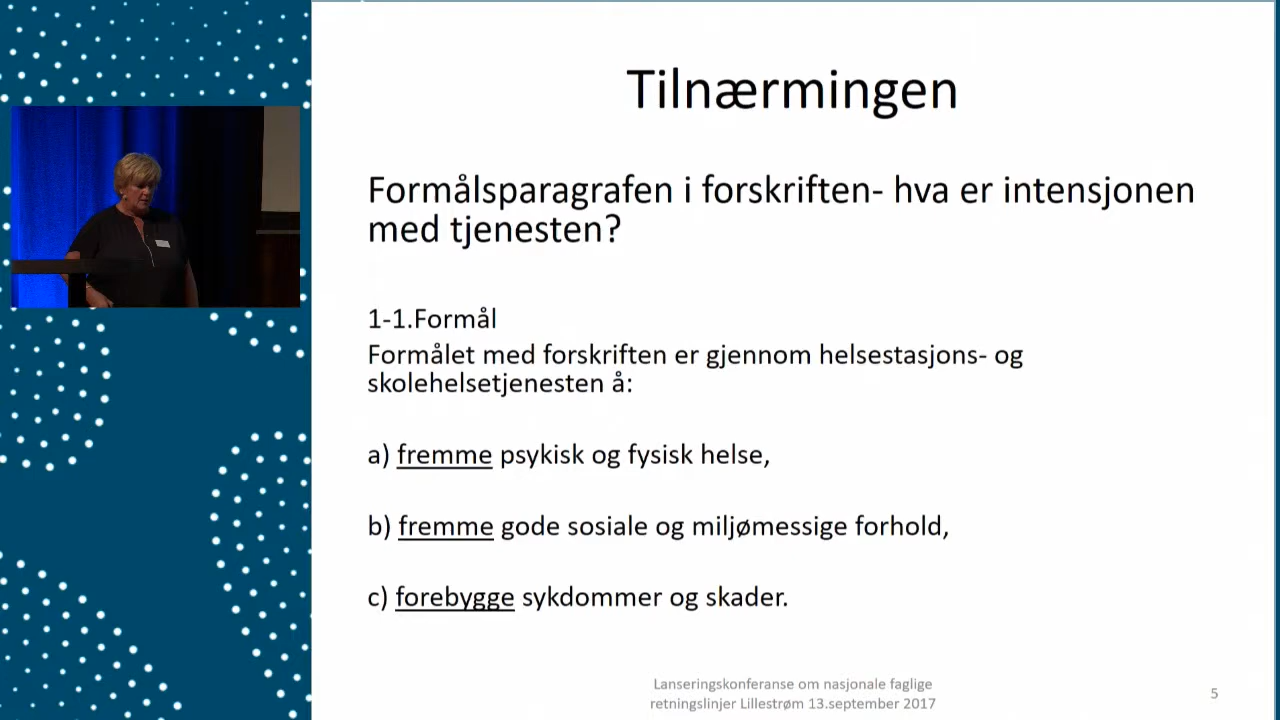 Tilnærmingen
Formålsparagrafen i forskriften- hva er intensjonen
med tjenesten?
1-1.Formål
Formålet med forskriften er gjennom helsestasjons- og
skolehelsetjenesten å:
a) fremme psykisk og fysisk helse,
b) fremme gode sosiale og miljømessige forhold,
c) forebygge sykdommer og skader.
Lanseringskonferanse om nasjonale faglige
retningslinjer Lillestrøm 13.september 2017
5